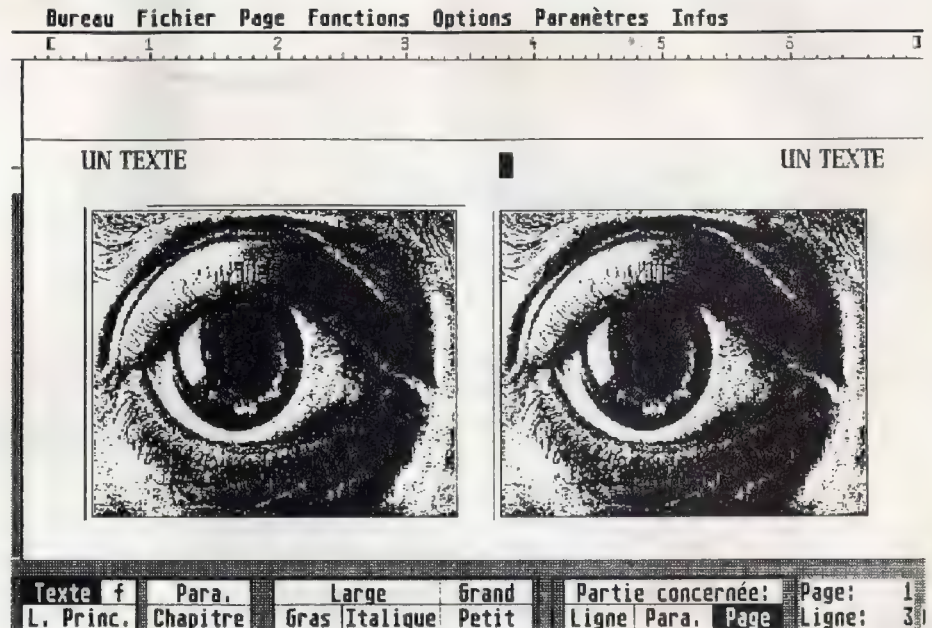 Bureau Fichier Page Fonctions Options Paramètres Infos
1 2 3 4 5 6
UN TEXTE UN TEXTE
Texte f Para. Large Grand Partie concernée: Page: 1
L. Princ. Chapitre Gras Italique Petit Ligne Para. Page Ligne: 3